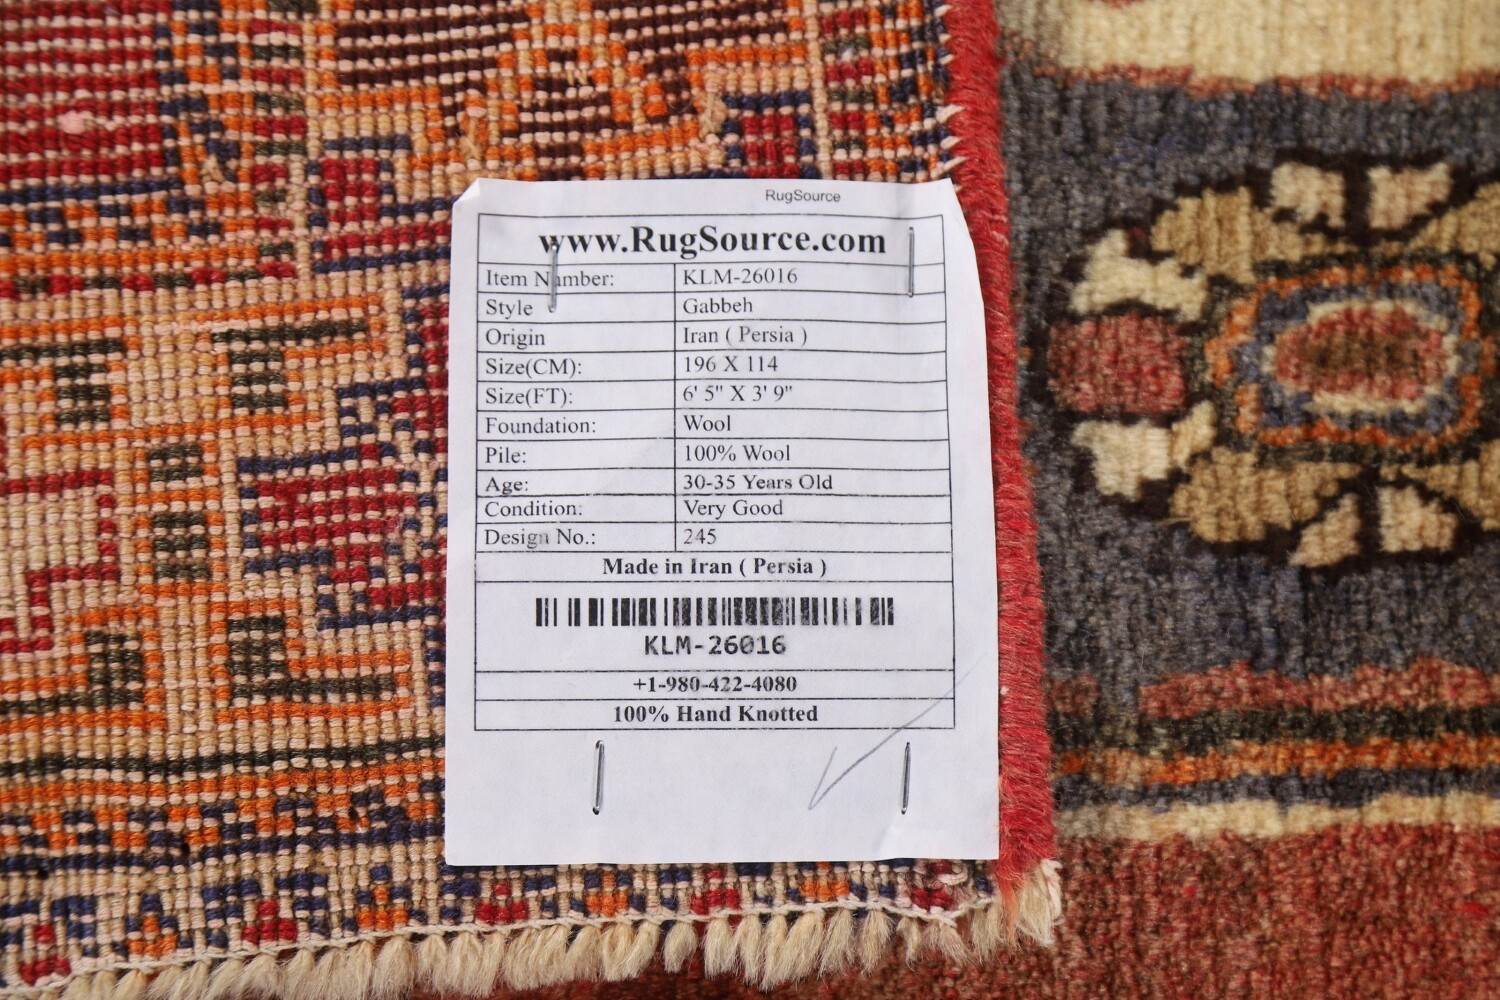 RugSource
www.RugSource.com
Item Number: KLM-26016
Style Gabbeh
Origin Iran ( Persia )
Size(CM): 196 X 114
Size(FT): 6' 5" X 3' 9"
Foundation: Wool
Pile: 100% Wool
Age: 30-35 Years Old
Condition: Very Good
Design No.: 245
Made in Iran ( Persia )
KLM-26016
+1-980-422-4080
100% Hand Knotted